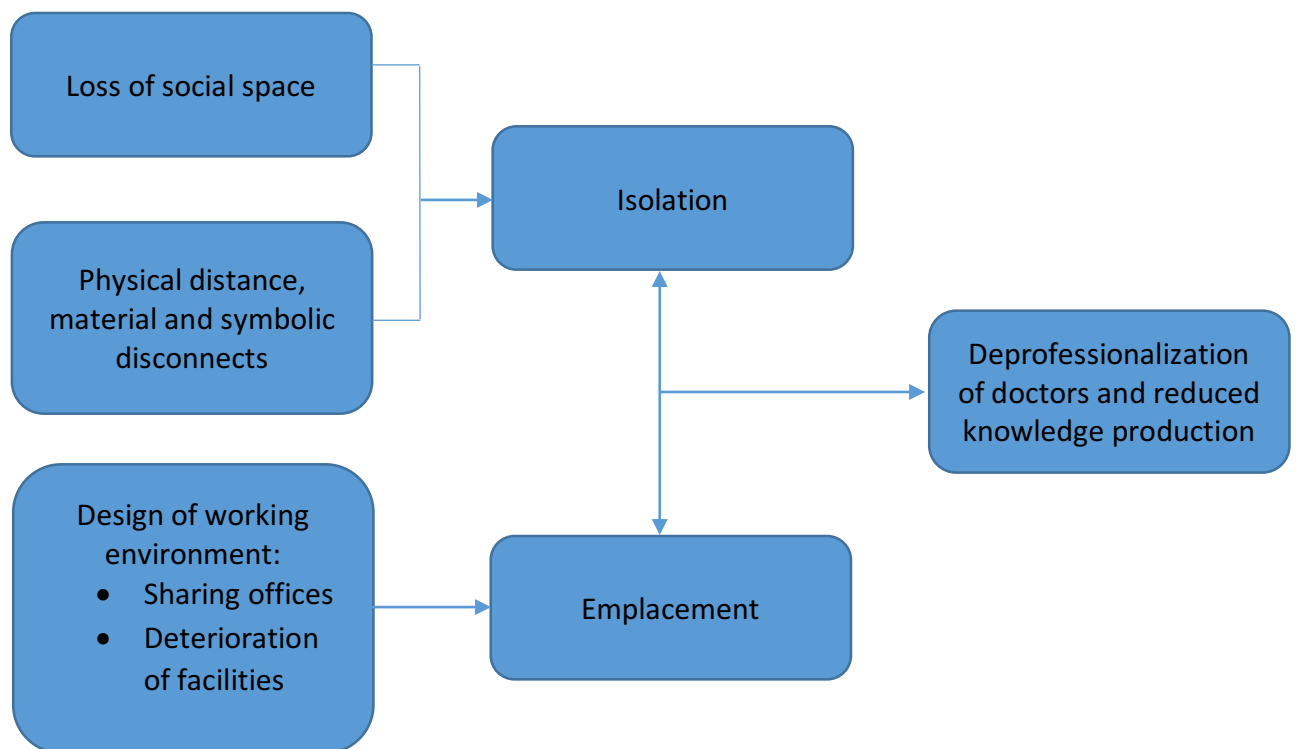 Loss of social space
Physical distance,
material and symbolic
disconnects
Design of working
environment:
• Sharing offices
• Deterioration
of facilities
Isolation
Emplacement
Deprofessionalization
of doctors and reduced
knowledge production